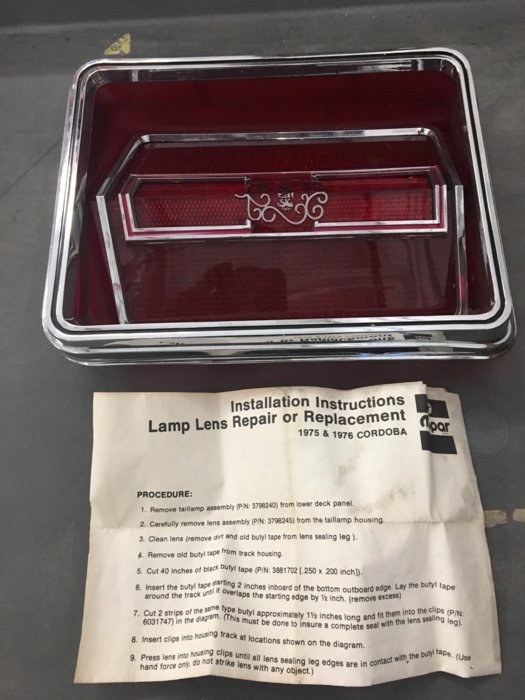 Installation Instructions
Lamp Lens Repair or Replacement
1975 & 1976 CORDOBA
PROCEDURE:
1. Remove taillamp assembly (P/N: 3798240) from lower deck panel.
2. Carefully remove lens assembly (P/N: 3798245) from the taillamp housing.
3. Clean lens (remove dirt and old butyl tape from lens sealing leg ).
4. Remove old butyl tape from track housing.
5. Cut 40 inches of black butyl tape (P/N: 3881702 [.250 x .200 inch]).
6. Insert the butyl tape starting 2 inches inboard of the bottom outboard edge. Lay the butyl tape
around the track until it overlaps the starting edge by ½ inch. (remove excess)
7. Cut 2 strips of the same type butyl approximately 1½ inches long and fit them into the clips (P/N:
6031747) in the diagram. (This must be done to insure a complete seal with the lens sealing leg).
8. Insert clips into housing track at locations shown on the diagram.
9. Press lens into housing clips until all lens sealing leg edges are in contact with the butyl tape. (Use
hand force only, do not strike lens with any object.)